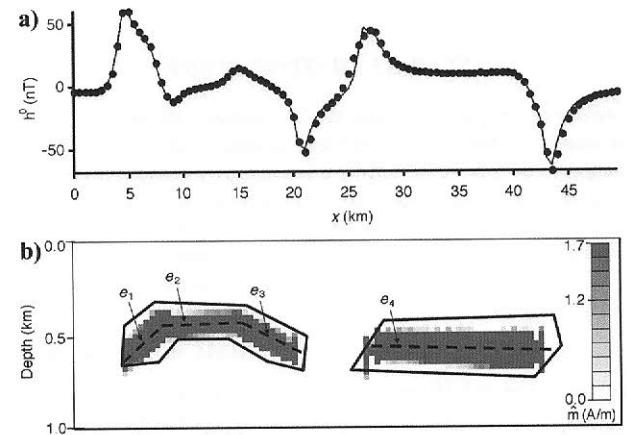 a)
50
0
-50
h⁰ (nT)
0 5 10 15 20 25 30 35 40 45
x (km)
b)
0.0
0.5
1.0
Depth (km)
e₁
e₂
e₃
e₄
1.7
1.2
0.0
m̂ (A/m)